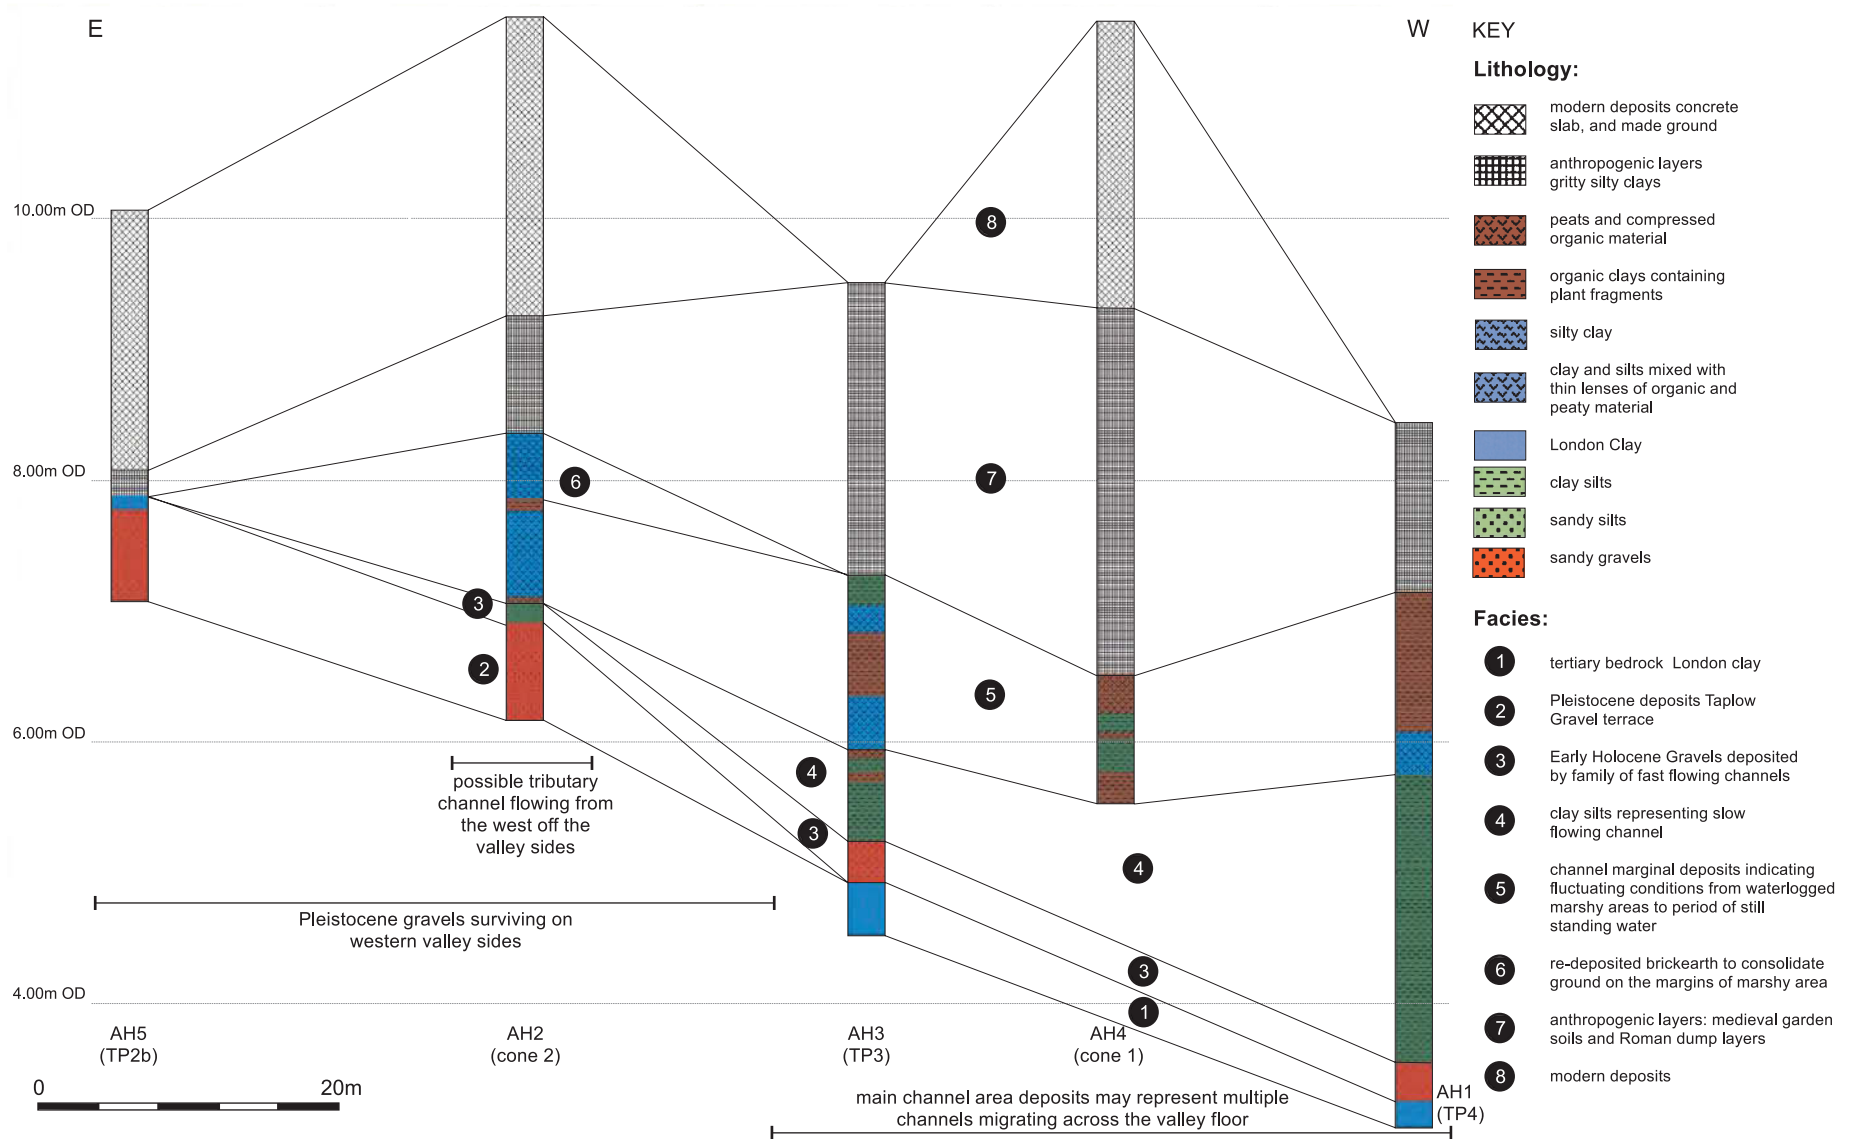 E
W
10.00m OD
8.00m OD
6.00m OD
4.00m OD
8
7
6
3
2
5
4
3
4
3
1
possible tributary
channel flowing from
the west off the
valley sides
Pleistocene gravels surviving on
western valley sides
AH5
(TP2b)
AH2
(cone 2)
AH3
(TP3)
AH4
(cone 1)
AH1
(TP4)
0
20m
main channel area deposits may represent multiple
channels migrating across the valley floor
KEY
Lithology:
modern deposits concrete
slab, and made ground
anthropogenic layers
gritty silty clays
peats and compressed
organic material
organic clays containing
plant fragments
silty clay
clay and silts mixed with
thin lenses of organic and
peaty material
London Clay
clay silts
sandy silts
sandy gravels
Facies:
1 tertiary bedrock London clay
2 Pleistocene deposits Taplow
Gravel terrace
3 Early Holocene Gravels deposited
by family of fast flowing channels
4 clay silts representing slow
flowing channel
5 channel marginal deposits indicating
fluctuating conditions from waterlogged
marshy areas to period of still
standing water
6 re-deposited brickearth to consolidate
ground on the margins of marshy area
7 anthropogenic layers: medieval garden
soils and Roman dump layers
8 modern deposits